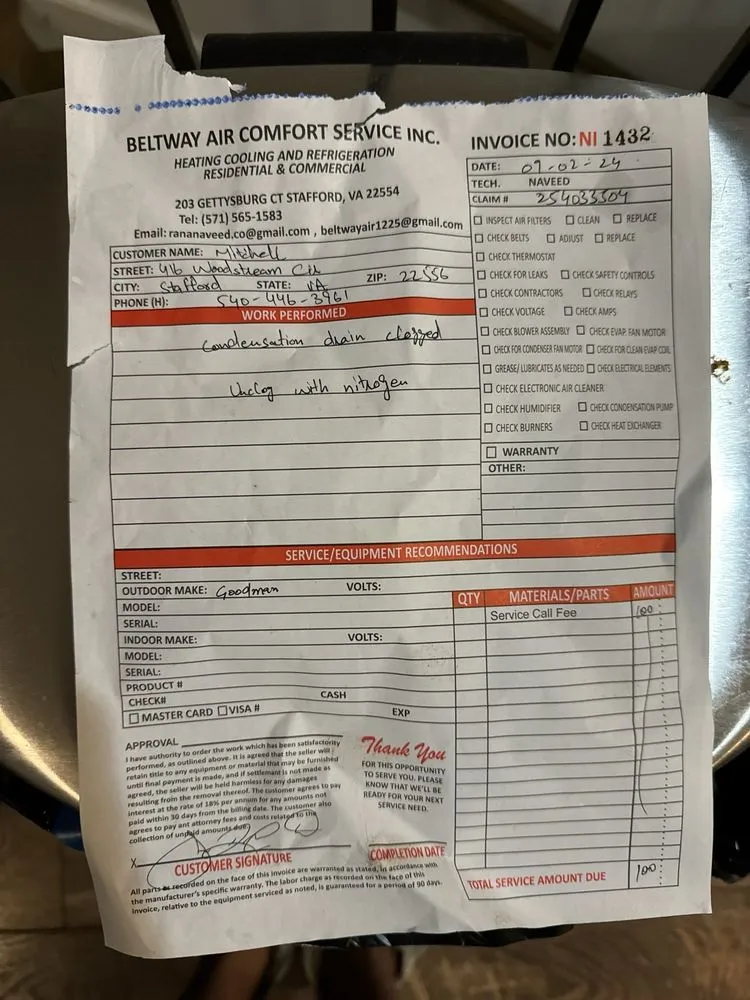 BELTWAY AIR COMFORT SERVICE INC.
HEATING COOLING AND REFRIGERATION
RESIDENTIAL & COMMERCIAL
203 GETTYSBURG CT STAFFORD, VA 22554
Tel: (571) 565-1583
Email: rananaveed.co@gmail.com , beltwayair1225@gmail.com
INVOICE NO: NI 1432
DATE: 07-02-24
TECH. NAVEED
CLAIM # 254033304
INSPECT AIR FILTERS CLEAN REPLACE
CHECK BELTS ADJUST REPLACE
CHECK THERMOSTAT
CHECK FOR LEAKS CHECK SAFETY CONTROLS
CHECK CONTRACTORS CHECK RELAYS
CHECK VOLTAGE CHECK AMPS
CHECK BLOWER ASSEMBLY CHECK EVAP. FAN MOTOR
CHECK FOR CONDENSER FAN MOTOR CHECK FOR CLEAN EVAP COIL
GREASE/LUBRICATES AS NEEDED CHECK ELECTRICAL ELEMENTS
CHECK ELECTRONIC AIR CLEANER
CHECK HUMIDIFIER CHECK CONDENSATION PUMP
CHECK BURNERS CHECK HEAT EXCHANGER
WARRANTY
OTHER:
CUSTOMER NAME: Mitchell
STREET: 416 Woodstream Cir
CITY: Stafford STATE: VA ZIP: 22556
PHONE (H): 540-446-3961
WORK PERFORMED
Condensation drain clogged
Unclog with nitrogen
SERVICE/EQUIPMENT RECOMMENDATIONS
STREET:
OUTDOOR MAKE: Goodman VOLTS:
MODEL:
SERIAL:
INDOOR MAKE: VOLTS:
MODEL:
SERIAL:
PRODUCT #
CHECK# CASH
MASTER CARD VISA # EXP
QTY MATERIALS/PARTS AMOUNT
Service Call Fee 100
TOTAL SERVICE AMOUNT DUE 100
APPROVAL
I have authority to order the work which has been satisfactority
performed, as outlined above. It is agreed that the seller will
retain title to any equipment or material that may be furnished
until final payment is made, and if settlemant is not made as
agreed, the seller will be held harmless for any damages
resulting from the removal thereof. The customer agrees to pay
interest at the rate of 18% per annum for any amounts not
paid within 30 days from the billing date. The customer also
agrees to pay ant attorney fees and costs related to the
collection of unpaid amounts due.
Thank You
FOR THIS OPPORTUNITY
TO SERVE YOU. PLEASE
KNOW THAT WE'LL BE
READY FOR YOUR NEXT
SERVICE NEED.
X
CUSTOMER SIGNATURE
COMPLETION DATE
All parts as recorded on the face of this invoice are warranted as stated, in accordance with
the manufacturer's specific warranty. The labor charge as recorded on the face of this
invoice, relative to the equipment serviced as noted, is guaranteed for a period of 90 days.